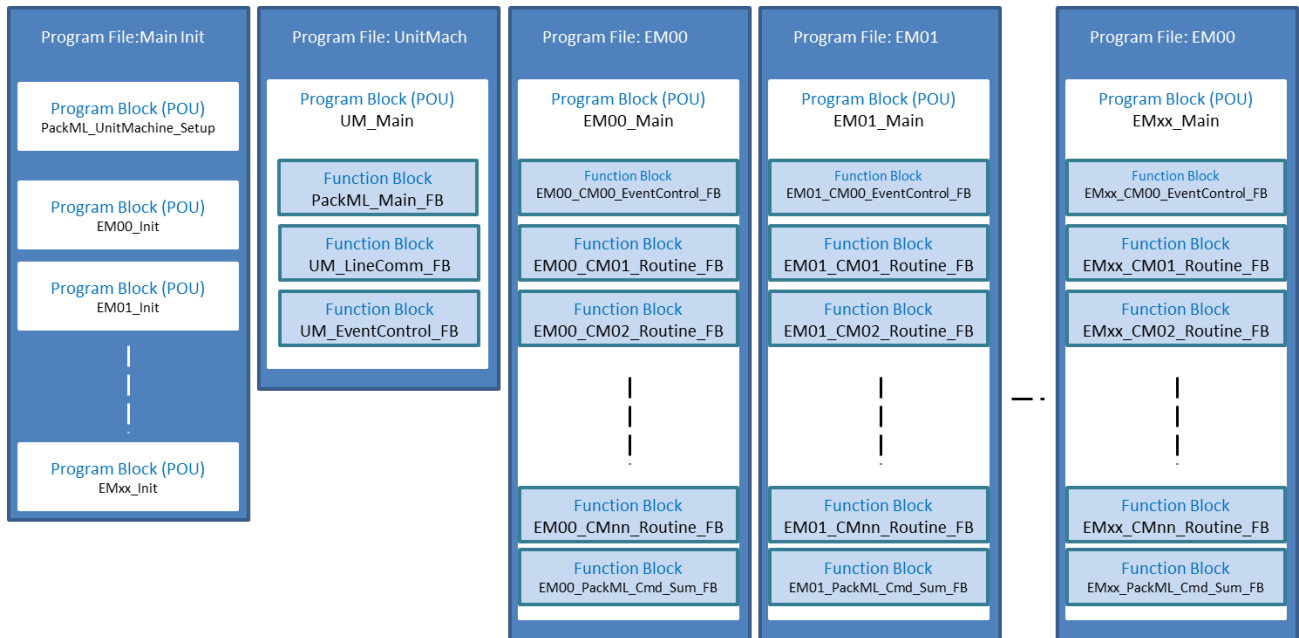 Program File:Main Init
Program Block (POU)
PackML_UnitMachine_Setup
Program Block (POU)
EM00_Init
Program Block (POU)
EM01_Init
Program Block (POU)
EMxx_Init
Program File: UnitMach
Program Block (POU)
UM_Main
Function Block
PackML_Main_FB
Function Block
UM_LineComm_FB
Function Block
UM_EventControl_FB
Program File: EM00
Program Block (POU)
EM00_Main
Function Block
EM00_CM00_EventControl_FB
Function Block
EM00_CM01_Routine_FB
Function Block
EM00_CM02_Routine_FB
Function Block
EM00_CMnn_Routine_FB
Function Block
EM00_PackML_Cmd_Sum_FB
Program File: EM01
Program Block (POU)
EM01_Main
Function Block
EM01_CM00_EventControl_FB
Function Block
EM01_CM01_Routine_FB
Function Block
EM01_CM02_Routine_FB
Function Block
EM01_CMnn_Routine_FB
Function Block
EM01_PackML_Cmd_Sum_FB
Program File: EM00
Program Block (POU)
EMxx_Main
Function Block
EMxx_CM00_EventControl_FB
Function Block
EMxx_CM01_Routine_FB
Function Block
EMxx_CM02_Routine_FB
Function Block
EMxx_CMnn_Routine_FB
Function Block
EMxx_PackML_Cmd_Sum_FB